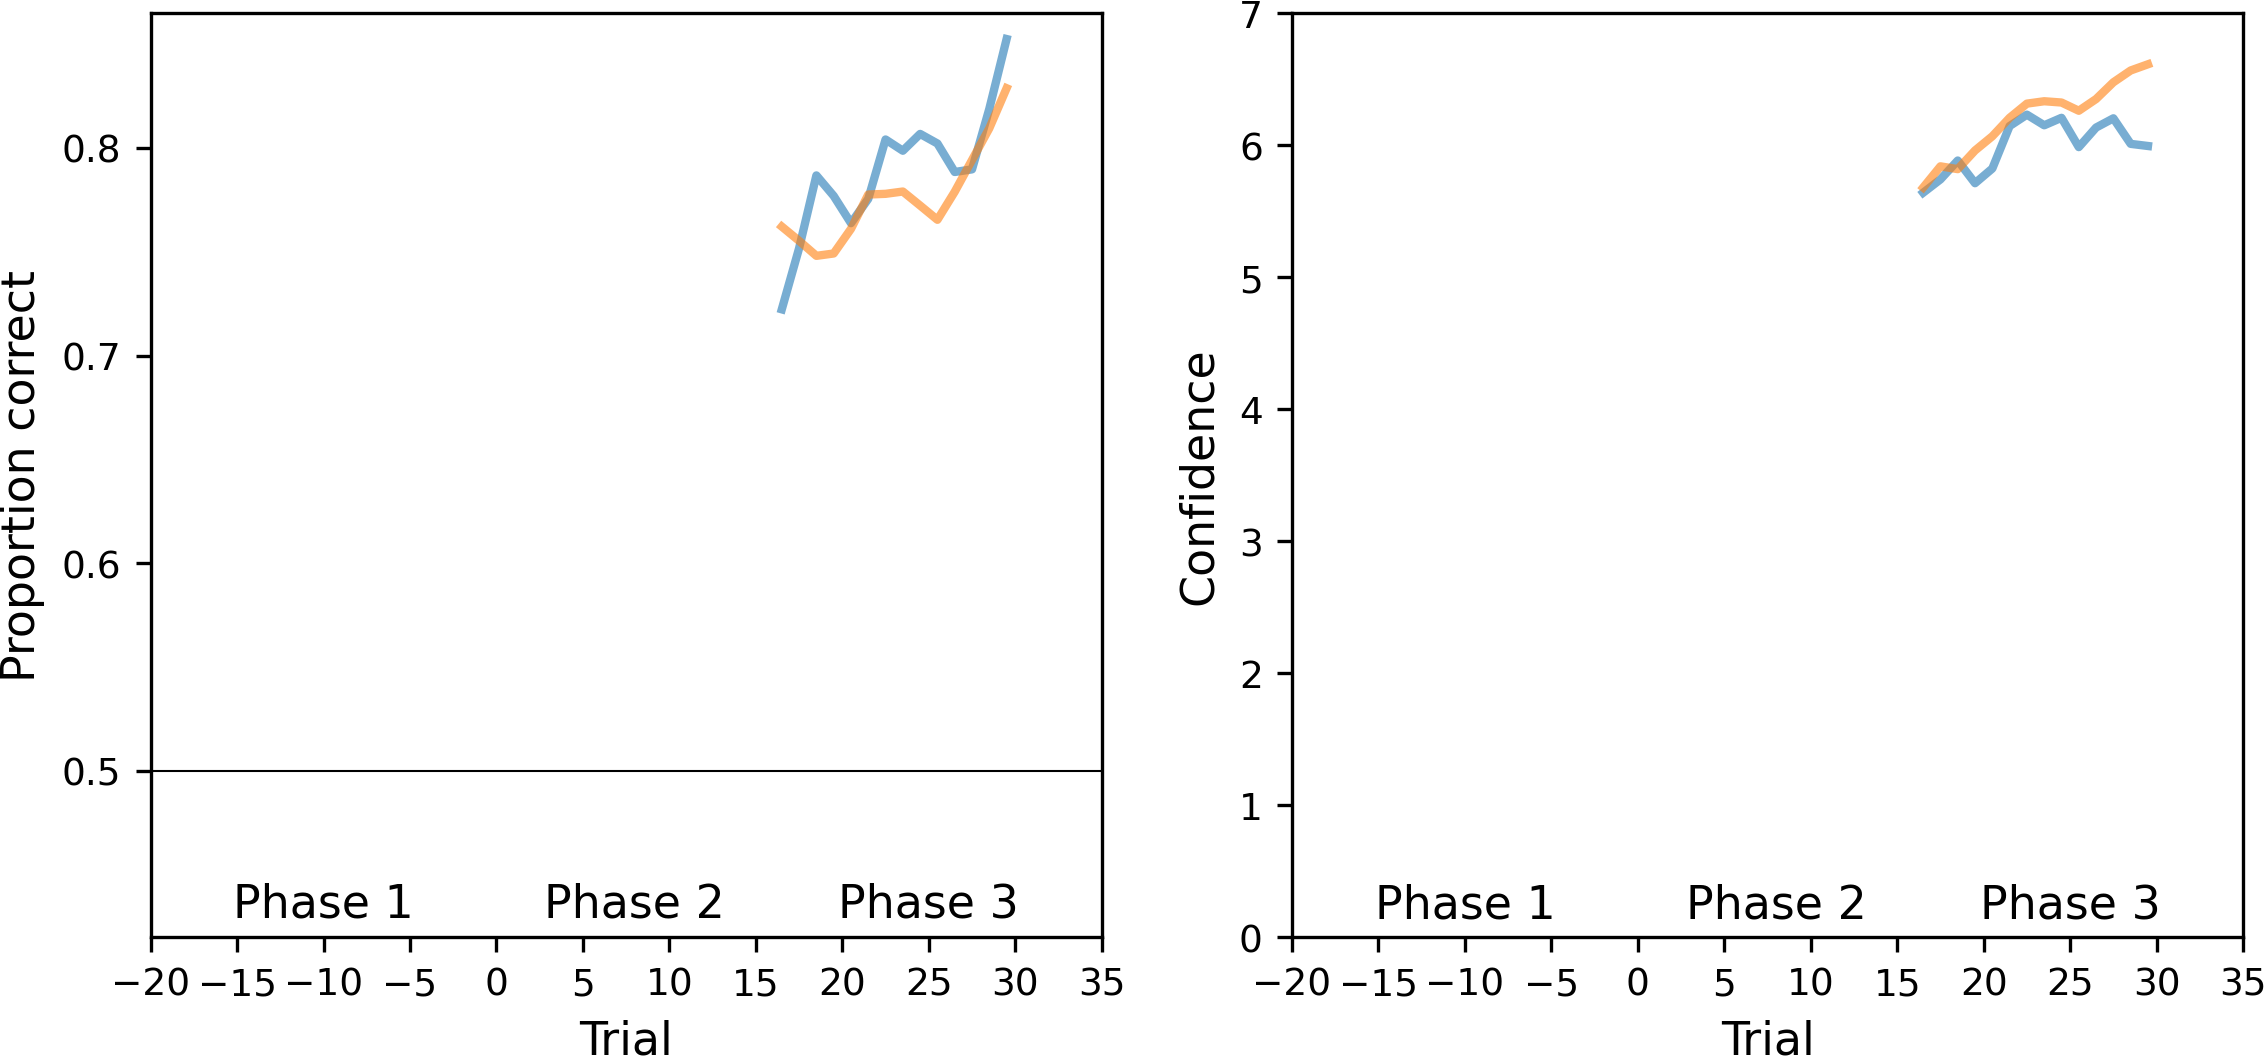 Proportion correct
0.8
0.7
0.6
0.5
Phase 1 Phase 2 Phase 3
−20 −15 −10 −5 0 5 10 15 20 25 30 35
Trial
Confidence
7
6
5
4
3
2
1
0
Phase 1 Phase 2 Phase 3
−20 −15 −10 −5 0 5 10 15 20 25 30 35
Trial